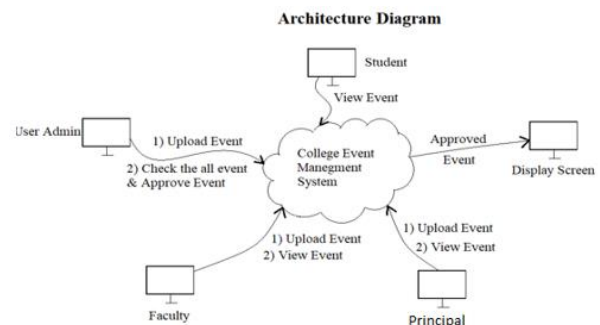 Architecture Diagram
Student
View Event
User Admin
1) Upload Event
2) Check the all event
& Approve Event
College Event
Managment
System
Approved
Event
Display Screen
1) Upload Event
2) View Event
Faculty
1) Upload Event
2) View Event
Principal